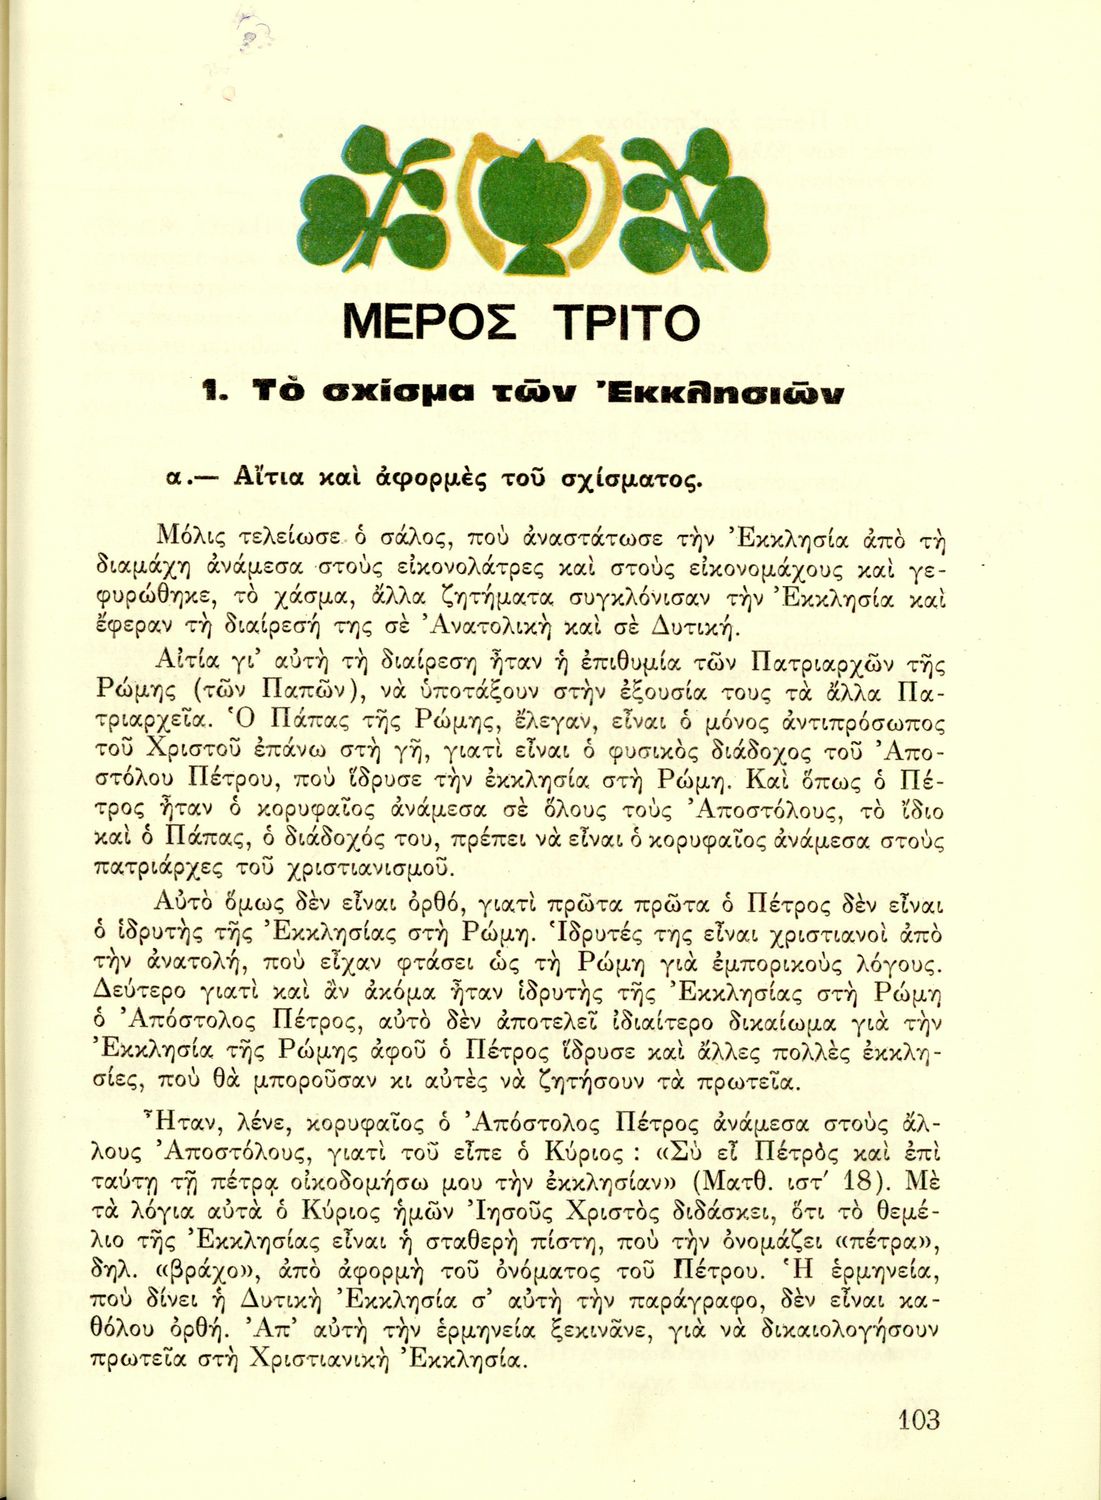 ΜΕΡΟΣ ΤΡΙΤΟ
1. Τὸ σχίσμα τῶν Ἐκκλησιῶν
α.— Αἴτια καὶ ἀφορμὲς τοῦ σχίσματος.
Μόλις τελείωσε ὁ σάλος, ποὺ ἀναστάτωσε τὴν Ἐκκλησία ἀπὸ τὴ
διαμάχη ἀνάμεσα στοὺς εἰκονολάτρες καὶ στοὺς εἰκονομάχους καὶ γε-
φυρώθηκε, τὸ χάσμα, ἄλλα ζητήματα συγκλόνισαν τὴν Ἐκκλησία καὶ
ἔφεραν τὴ διαίρεσή της σὲ Ἀνατολικὴ καὶ σὲ Δυτική.
Αἰτία γι' αὐτὴ τὴ διαίρεση ἦταν ἡ ἐπιθυμία τῶν Πατριαρχῶν τῆς
Ρώμης (τῶν Παπῶν), νὰ ὑποτάξουν στὴν ἐξουσία τους τὰ ἄλλα Πα-
τριαρχεῖα. Ὁ Πάπας τῆς Ρώμης, ἔλεγαν, εἶναι ὁ μόνος ἀντιπρόσωπος
τοῦ Χριστοῦ ἐπάνω στὴ γῆ, γιατὶ εἶναι ὁ φυσικὸς διάδοχος τοῦ Ἀπο-
στόλου Πέτρου, ποὺ ἵδρυσε τὴν ἐκκλησία στὴ Ρώμη. Καὶ ὅπως ὁ Πέ-
τρος ἦταν ὁ κορυφαῖος ἀνάμεσα σὲ ὅλους τοὺς Ἀποστόλους, τὸ ἴδιο
καὶ ὁ Πάπας, ὁ διάδοχός του, πρέπει νὰ εἶναι ὁ κορυφαῖος ἀνάμεσα στοὺς
πατριάρχες τοῦ χριστιανισμοῦ.
Αὐτὸ ὅμως δὲν εἶναι ὀρθό, γιατὶ πρῶτα πρῶτα ὁ Πέτρος δὲν εἶναι
ὁ ἱδρυτὴς τῆς Ἐκκλησίας στὴ Ρώμη. Ἱδρυτές της εἶναι χριστιανοὶ ἀπὸ
τὴν ἀνατολή, ποὺ εἶχαν φτάσει ὡς τὴ Ρώμη γιὰ ἐμπορικοὺς λόγους.
Δεύτερο γιατὶ καὶ ἂν ἀκόμα ἦταν ἱδρυτὴς τῆς Ἐκκλησίας στὴ Ρώμη
ὁ Ἀπόστολος Πέτρος, αὐτὸ δὲν ἀποτελεῖ ἰδιαίτερο δικαίωμα γιὰ τὴν
Ἐκκλησία τῆς Ρώμης ἀφοῦ ὁ Πέτρος ἵδρυσε καὶ ἄλλες πολλὲς ἐκκλη-
σίες, ποὺ θὰ μποροῦσαν κι αὐτὲς νὰ ζητήσουν τὰ πρωτεῖα.
Ἦταν, λένε, κορυφαῖος ὁ Ἀπόστολος Πέτρος ἀνάμεσα στοὺς ἄλ-
λους Ἀποστόλους, γιατὶ τοῦ εἶπε ὁ Κύριος : «Σὺ εἶ Πέτρὸς καὶ ἐπὶ
ταύτῃ τῇ πέτρᾳ οἰκοδομήσω μου τὴν ἐκκλησίαν» (Ματθ. ιστ' 18). Μὲ
τὰ λόγια αὐτὰ ὁ Κύριος ἡμῶν Ἰησοῦς Χριστὸς διδάσκει, ὅτι τὸ θεμέ-
λιο τῆς Ἐκκλησίας εἶναι ἡ σταθερὴ πίστη, ποὺ τὴν ὀνομάζει «πέτρα»,
δηλ. «βράχο», ἀπὸ ἀφορμὴ τοῦ ὀνόματος τοῦ Πέτρου. Ἡ ἑρμηνεία,
ποὺ δίνει ἡ Δυτικὴ Ἐκκλησία σ' αὐτὴ τὴν παράγραφο, δὲν εἶναι κα-
θόλου ὀρθή. Ἀπ' αὐτὴ τὴν ἑρμηνεία ξεκινᾶνε, γιὰ νὰ δικαιολογήσουν
πρωτεῖα στὴ Χριστιανικὴ Ἐκκλησία.
103